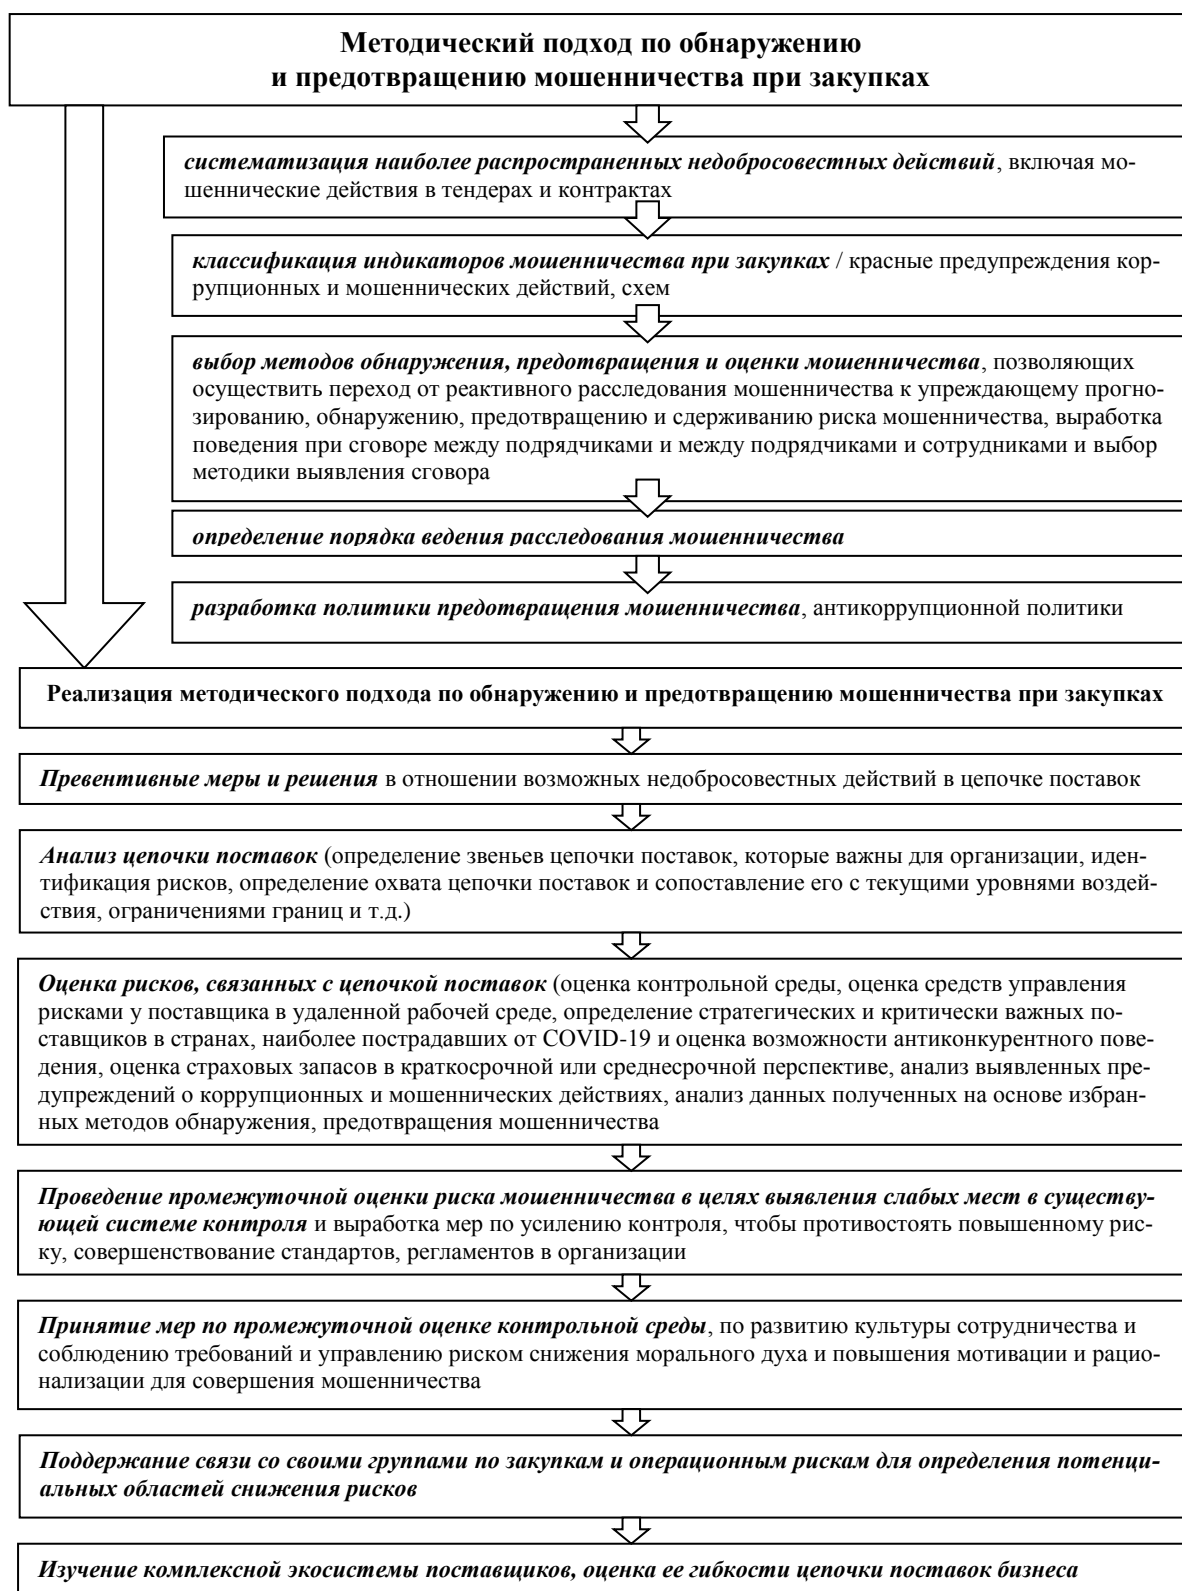 Методический подход по обнаружению
и предотвращению мошенничества при закупках
систематизация наиболее распространенных недобросовестных действий, включая мо-
шеннические действия в тендерах и контрактах
классификация индикаторов мошенничества при закупках / красные предупреждения кор-
рупционных и мошеннических действий, схем
выбор методов обнаружения, предотвращения и оценки мошенничества, позволяющих
осуществить переход от реактивного расследования мошенничества к упреждающему прогно-
зированию, обнаружению, предотвращению и сдерживанию риска мошенничества, выработка
поведения при сговоре между подрядчиками и между подрядчиками и сотрудниками и выбор
методики выявления сговора
определение порядка ведения расследования мошенничества
разработка политики предотвращения мошенничества, антикоррупционной политики
Реализация методического подхода по обнаружению и предотвращению мошенничества при закупках
Превентивные меры и решения в отношении возможных недобросовестных действий в цепочке поставок
Анализ цепочки поставок (определение звеньев цепочки поставок, которые важны для организации, иден-
тификация рисков, определение охвата цепочки поставок и сопоставление его с текущими уровнями воздей-
ствия, ограничениями границ и т.д.)
Оценка рисков, связанных с цепочкой поставок (оценка контрольной среды, оценка средств управления
рисками у поставщика в удаленной рабочей среде, определение стратегических и критически важных по-
ставщиков в странах, наиболее пострадавших от COVID-19 и оценка возможности антиконкурентного пове-
дения, оценка страховых запасов в краткосрочной или среднесрочной перспективе, анализ выявленных пре-
дупреждений о коррупционных и мошеннических действиях, анализ данных полученных на основе избран-
ных методов обнаружения, предотвращения мошенничества
Проведение промежуточной оценки риска мошенничества в целях выявления слабых мест в существу-
ющей системе контроля и выработка мер по усилению контроля, чтобы противостоять повышенному рис-
ку, совершенствование стандартов, регламентов в организации
Принятие мер по промежуточной оценке контрольной среды, по развитию культуры сотрудничества и
соблюдению требований и управлению риском снижения морального духа и повышения мотивации и рацио-
нализации для совершения мошенничества
Поддержание связи со своими группами по закупкам и операционным рискам для определения потенци-
альных областей снижения рисков
Изучение комплексной экосистемы поставщиков, оценка ее гибкости цепочки поставок бизнеса